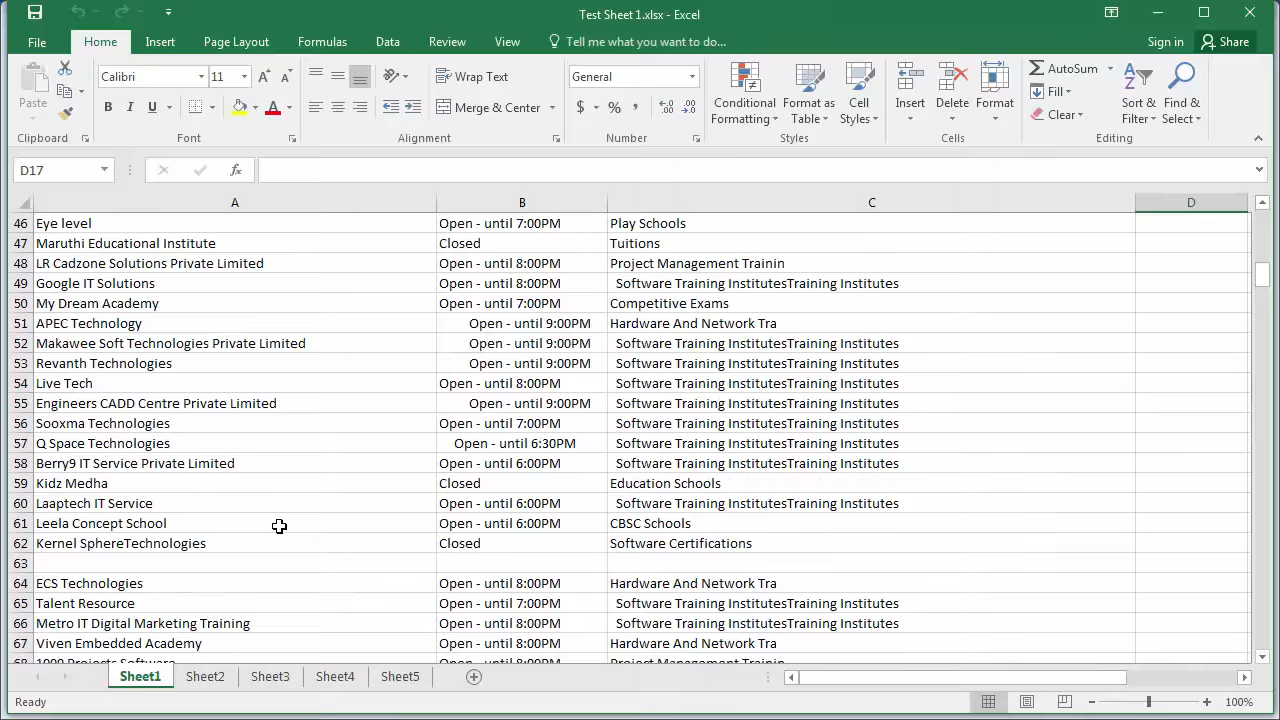 Test Sheet 1.xlsx - Excel
File Home Insert Page Layout Formulas Data Review View Tell me what you want to do... Sign in Share
Paste Calibri 11 A A Wrap Text General Conditional Formatting Format as Table Cell Styles Insert Delete Format AutoSum Sort & Filter Find & Select
B I U A Merge & Center $ % , Fill
Clear
Clipboard Font Alignment Number Styles Cells Editing
D17 fx
A B C D
46 Eye level Open - until 7:00PM Play Schools
47 Maruthi Educational Institute Closed Tuitions
48 LR Cadzone Solutions Private Limited Open - until 8:00PM Project Management Trainin
49 Google IT Solutions Open - until 8:00PM Software Training InstitutesTraining Institutes
50 My Dream Academy Open - until 7:00PM Competitive Exams
51 APEC Technology Open - until 9:00PM Hardware And Network Tra
52 Makawee Soft Technologies Private Limited Open - until 9:00PM Software Training InstitutesTraining Institutes
53 Revanth Technologies Open - until 9:00PM Software Training InstitutesTraining Institutes
54 Live Tech Open - until 8:00PM Software Training InstitutesTraining Institutes
55 Engineers CADD Centre Private Limited Open - until 9:00PM Software Training InstitutesTraining Institutes
56 Sooxma Technologies Open - until 7:00PM Software Training InstitutesTraining Institutes
57 Q Space Technologies Open - until 6:30PM Software Training InstitutesTraining Institutes
58 Berry9 IT Service Private Limited Open - until 6:00PM Software Training InstitutesTraining Institutes
59 Kidz Medha Closed Education Schools
60 Laaptech IT Service Open - until 6:00PM Software Training InstitutesTraining Institutes
61 Leela Concept School Open - until 6:00PM CBSC Schools
62 Kernel SphereTechnologies Closed Software Certifications
63
64 ECS Technologies Open - until 8:00PM Hardware And Network Tra
65 Talent Resource Open - until 7:00PM Software Training InstitutesTraining Institutes
66 Metro IT Digital Marketing Training Open - until 8:00PM Software Training InstitutesTraining Institutes
67 Viven Embedded Academy Open - until 8:00PM Hardware And Network Tra
68 1000 Projects Software Open - until 8:00PM Project Management Trainin
Sheet1 Sheet2 Sheet3 Sheet4 Sheet5
Ready 100%